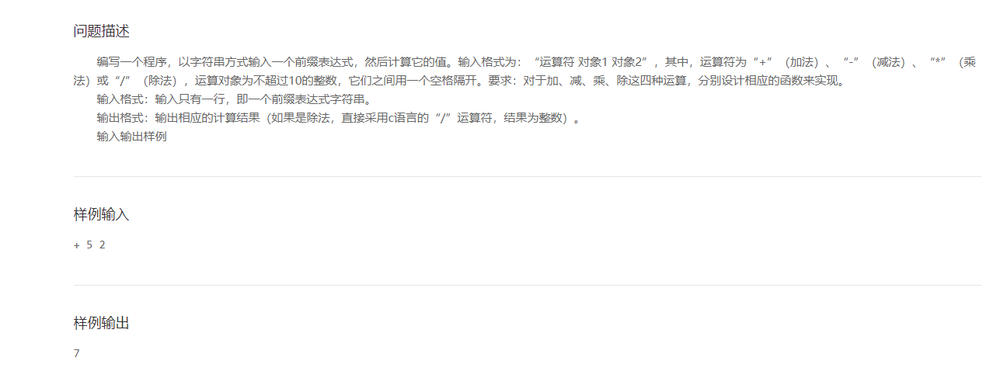 问题描述
编写一个程序，以字符串方式输入一个前缀表达式，然后计算它的值。输入格式为：“运算符 对象1 对象2”，其中，运算符为“+”（加法）、“-”（减法）、“*”（乘
法）或“/”（除法），运算对象为不超过10的整数，它们之间用一个空格隔开。要求：对于加、减、乘、除这四种运算，分别设计相应的函数来实现。
输入格式：输入只有一行，即一个前缀表达式字符串。
输出格式：输出相应的计算结果（如果是除法，直接采用c语言的“/”运算符，结果为整数）。
输入输出样例
样例输入
+ 5 2
样例输出
7